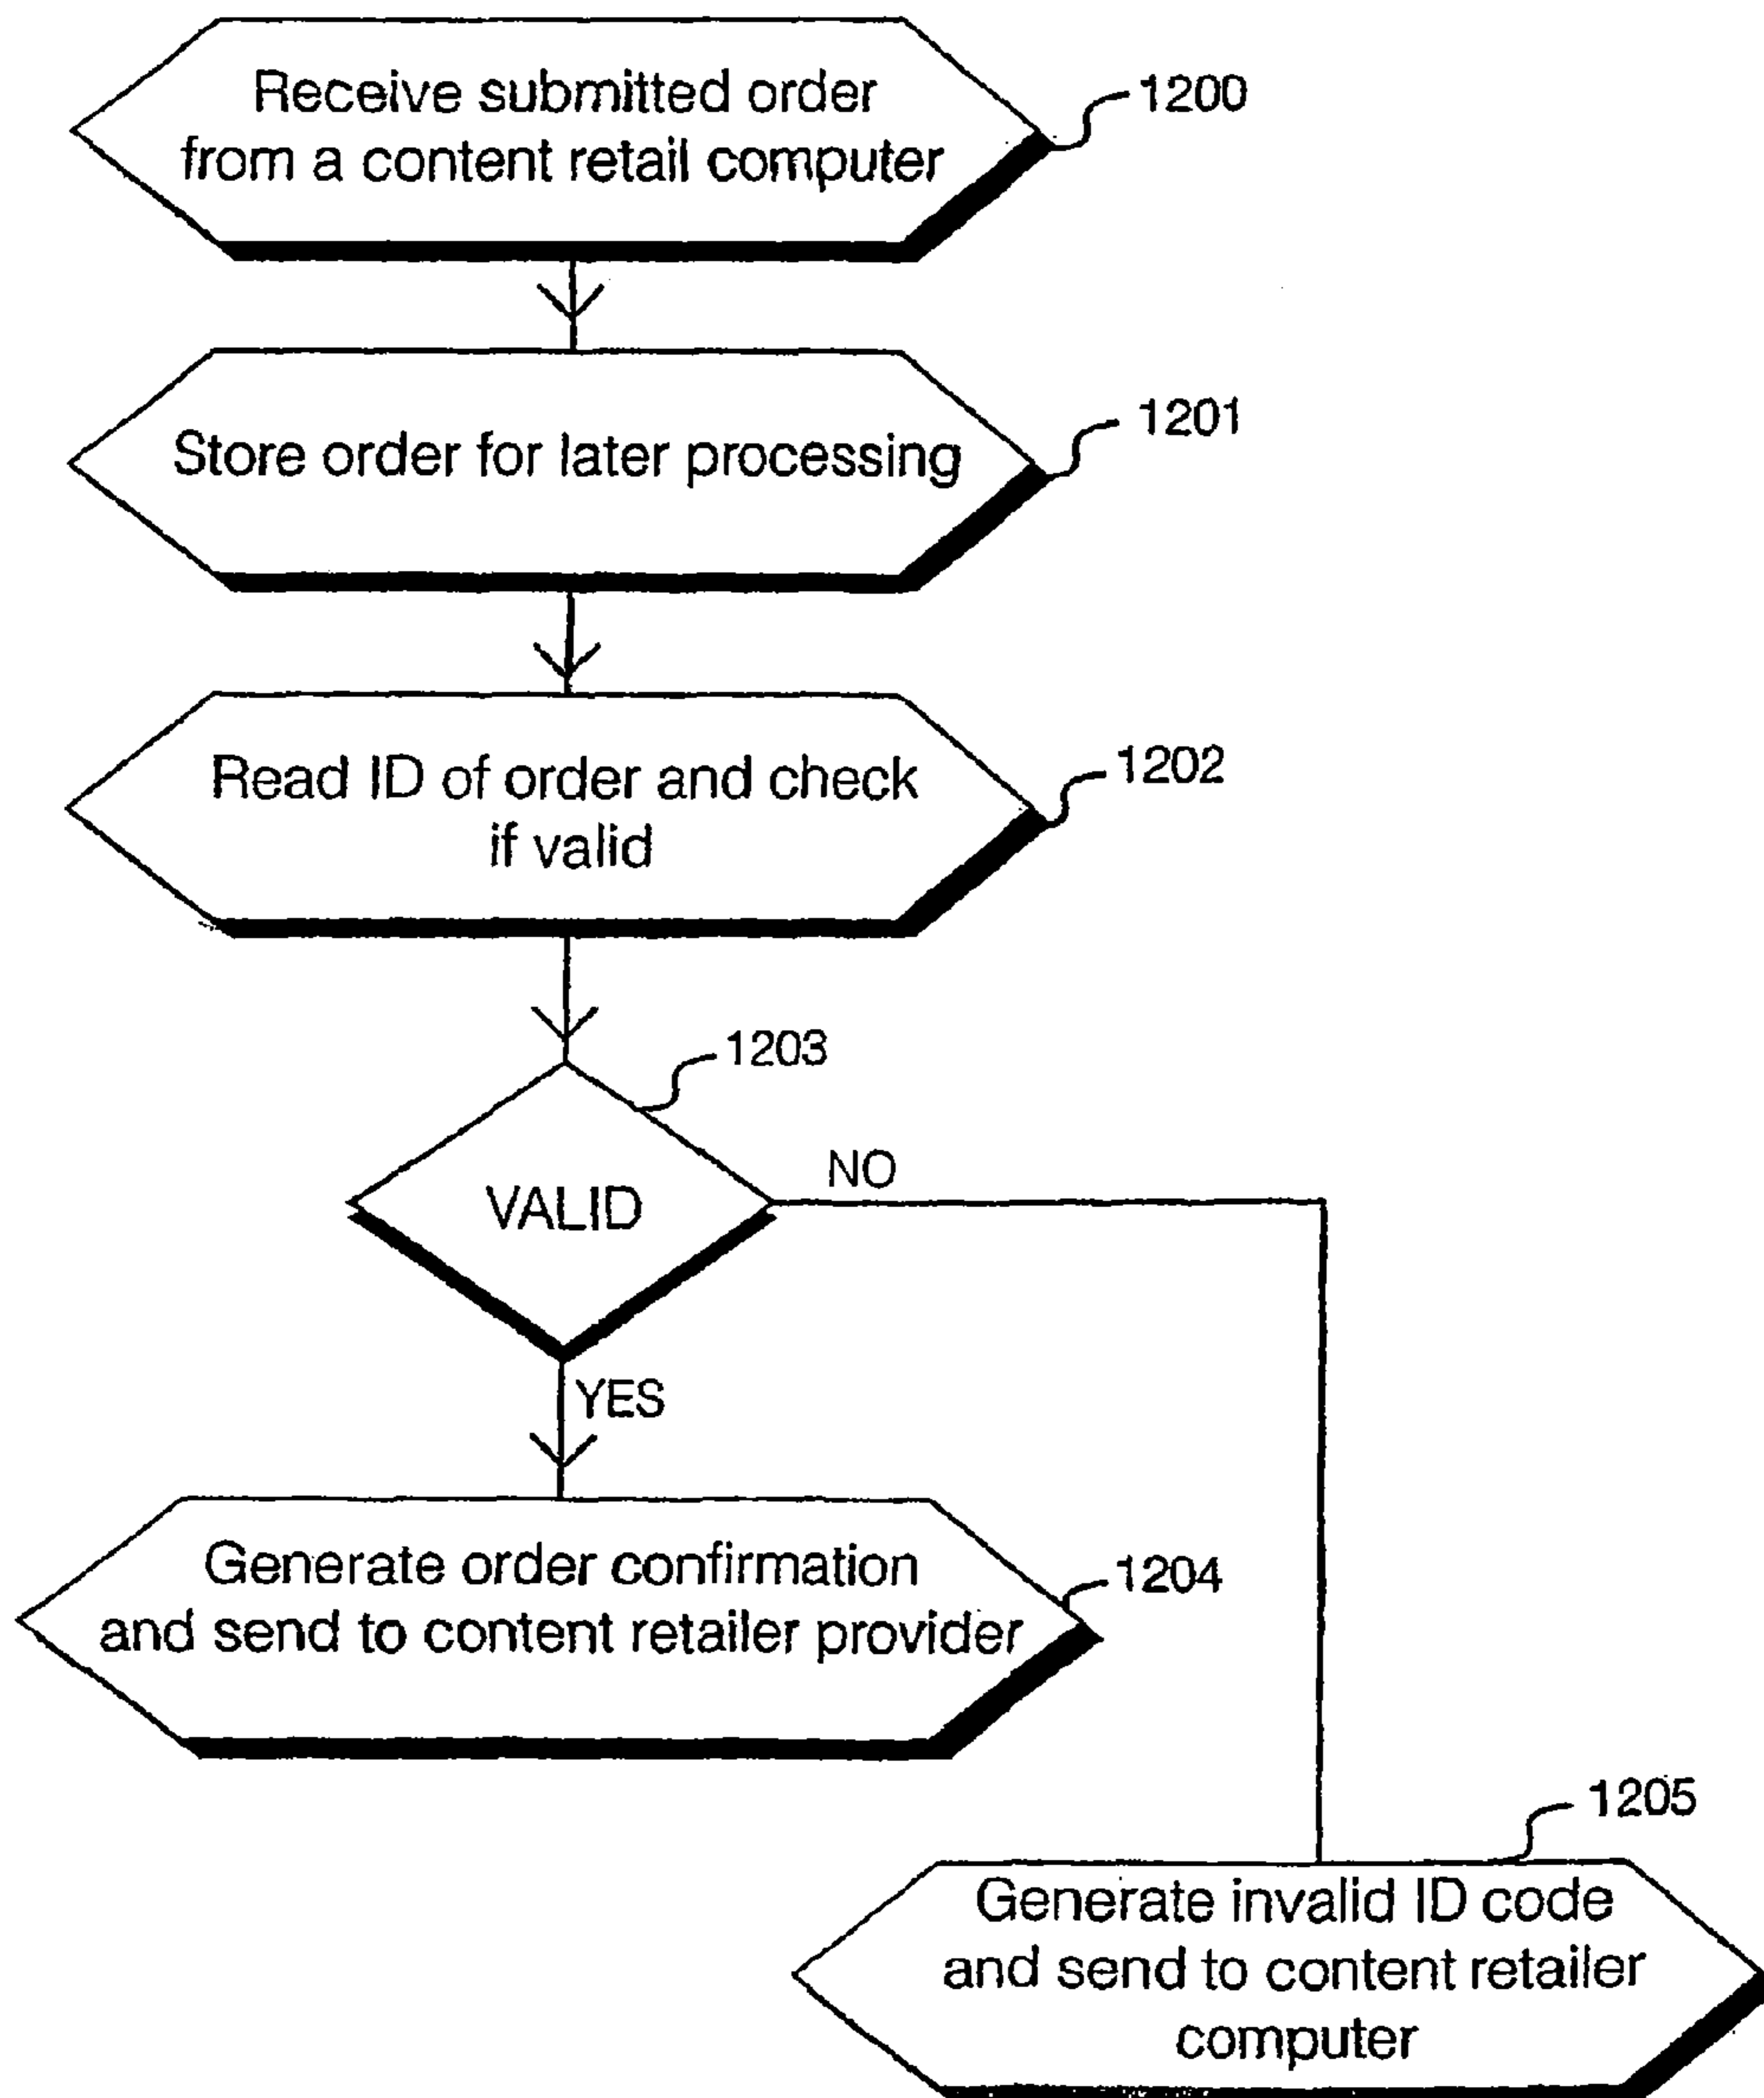 Receive submitted order
from a content retail computer
1200
Store order for later processing
1201
Read ID of order and check
if valid
1202
1203
VALID
NO
YES
Generate order confirmation
and send to content retailer provider
1204
1205
Generate invalid ID code
and send to content retailer
computer